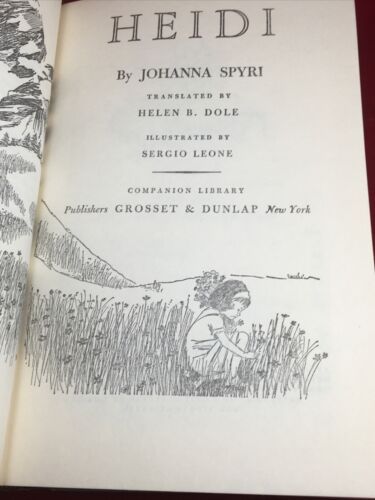 HEIDI
By JOHANNA SPYRI
TRANSLATED BY
HELEN B. DOLE
ILLUSTRATED BY
SERGIO LEONE
COMPANION LIBRARY
Publishers GROSSET & DUNLAP New York